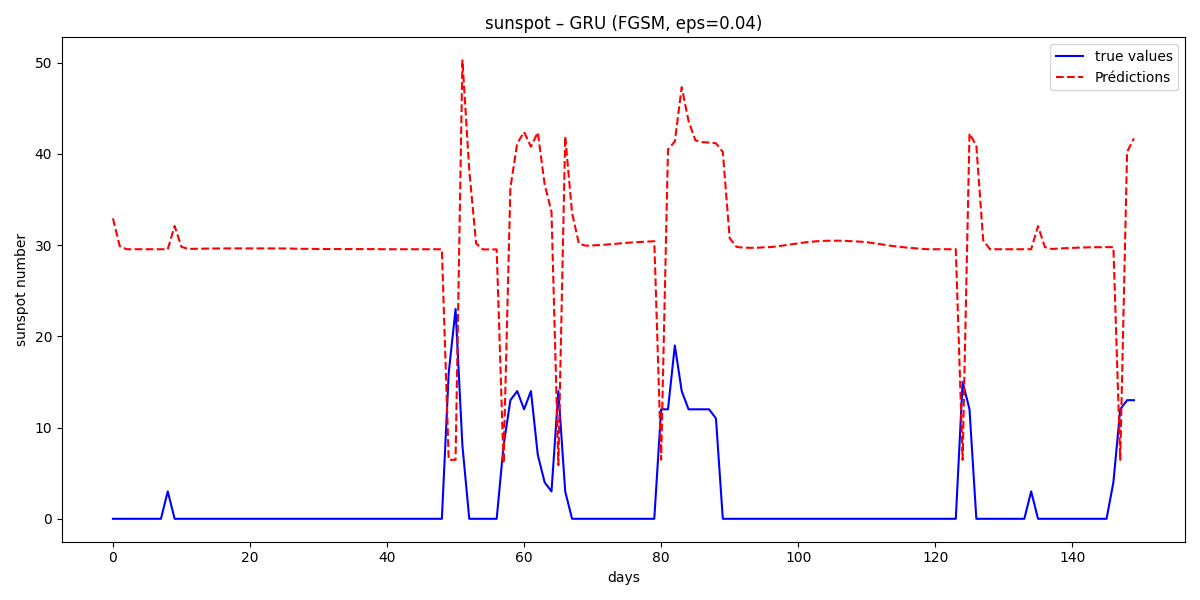 sunspot – GRU (FGSM, eps=0.04)
true values
Prédictions
sunspot number
50
40
30
20
10
0
0 20 40 60 80 100 120 140
days